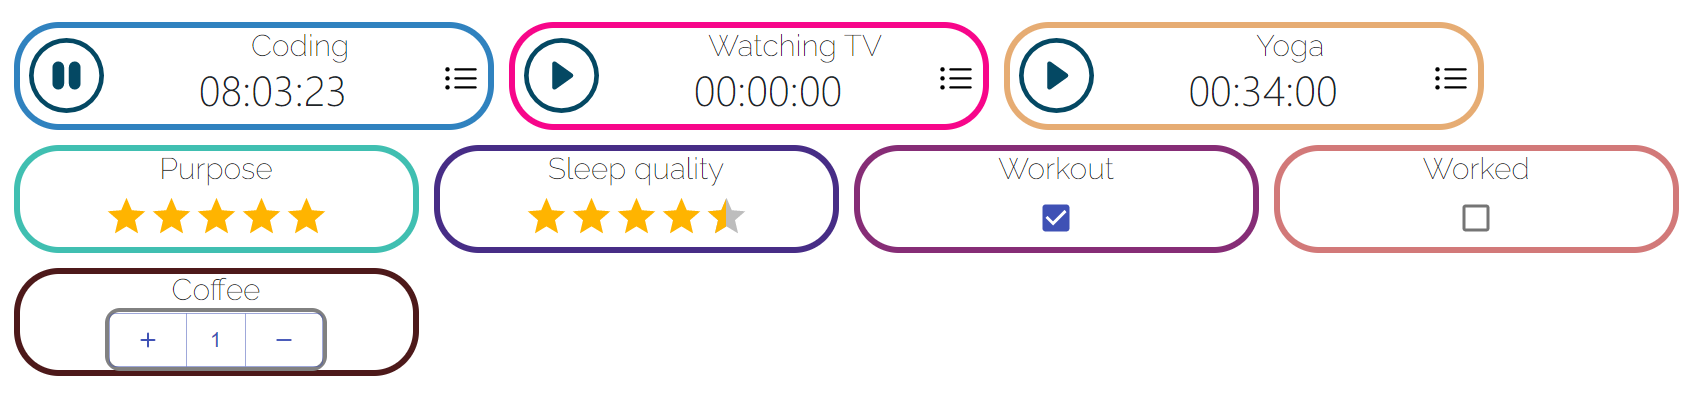 Coding
08:03:23
Watching TV
00:00:00
Yoga
00:34:00
Purpose
Sleep quality
Workout
Worked
Coffee
+ 1 −